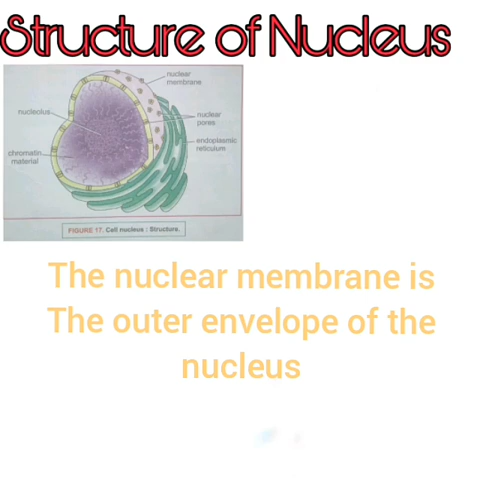 Structure of Nucleus
nuclear
membrane
nucleolus
nuclear
pores
endoplasmic
reticulum
chromatin
material
FIGURE 17. Cell nucleus : Structure.
The nuclear membrane is
The outer envelope of the
nucleus